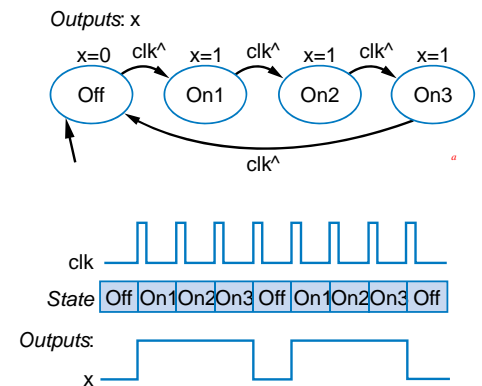 Outputs: x
x=0 clk^ x=1 clk^ x=1 clk^ x=1
Off On1 On2 On3
clk^
a
clk
State Off On1 On2 On3 Off On1 On2 On3 Off
Outputs:
x